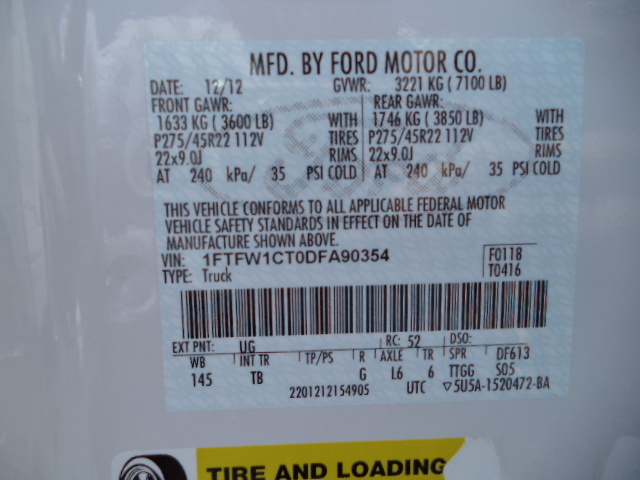 MFD. BY FORD MOTOR CO.
DATE: 12/12 GVWR: 3221 KG ( 7100 LB)
FRONT GAWR: REAR GAWR:
1633 KG ( 3600 LB) WITH 1746 KG ( 3850 LB) WITH
P275/45R22 112V TIRES P275/45R22 112V TIRES
22x9.0J RIMS 22x9.0J RIMS
AT 240 kPa/ 35 PSI COLD AT 240 kPa/ 35 PSI COLD
THIS VEHICLE CONFORMS TO ALL APPLICABLE FEDERAL MOTOR
VEHICLE SAFETY STANDARDS IN EFFECT ON THE DATE OF
MANUFACTURE SHOWN ABOVE.
VIN: 1FTFW1CT0DFA90354 F0118
TYPE: Truck T0416
EXT PNT: UG RC: 52 DSO:
WB INT TR TP/PS R AXLE TR SPR DF613
145 TB G L6 6 TTGG S05
2201212154905 UTC 5U5A-1520472-BA
TIRE AND LOADING